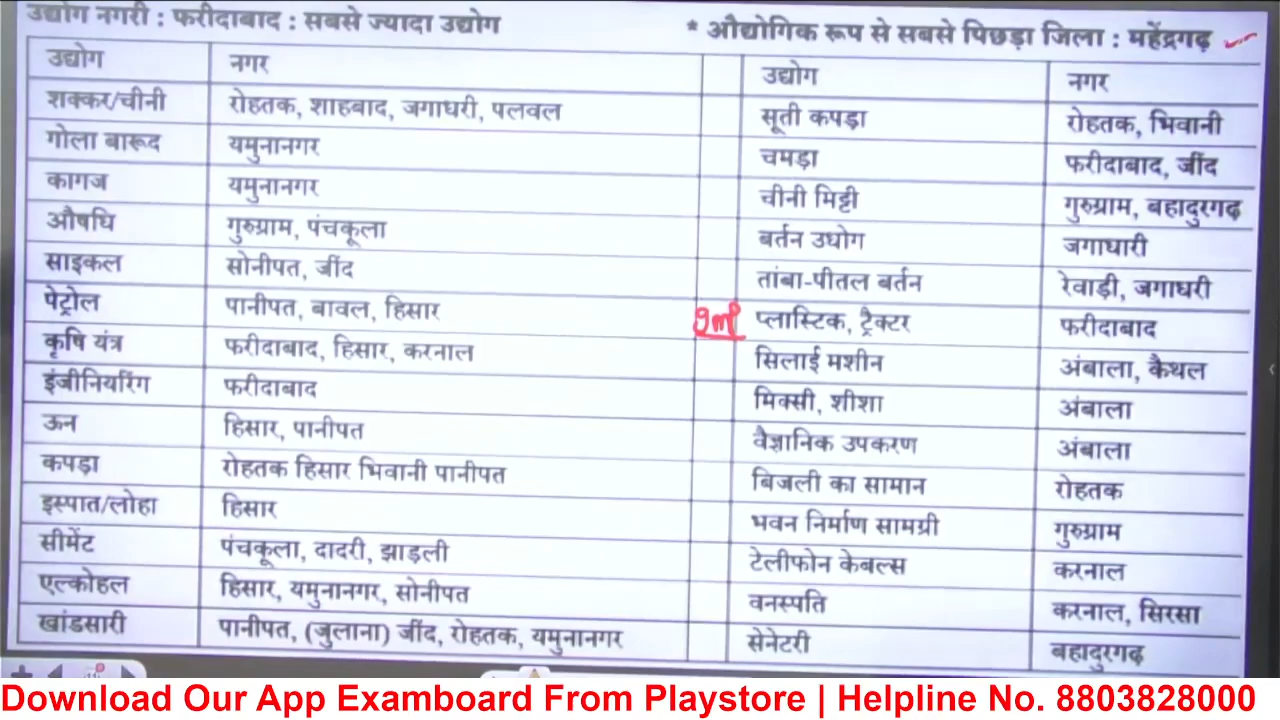 उद्योग नगरी : फरीदाबाद : सबसे ज्यादा उद्योग
* औद्योगिक रूप से सबसे पिछड़ा जिला : महेंद्रगढ़
उद्योग नगर
शक्कर/चीनी रोहतक, शाहबाद, जगाधरी, पलवल
गोला बारूद यमुनानगर
कागज यमुनानगर
औषधि गुरुग्राम, पंचकूला
साइकल सोनीपत, जींद
पेट्रोल पानीपत, बावल, हिसार
कृषि यंत्र फरीदाबाद, हिसार, करनाल
इंजीनियरिंग फरीदाबाद
ऊन हिसार, पानीपत
कपड़ा रोहतक हिसार भिवानी पानीपत
इस्पात/लोहा हिसार
सीमेंट पंचकूला, दादरी, झाड़ली
एल्कोहल हिसार, यमुनानगर, सोनीपत
खांडसारी पानीपत, (जुलाना) जींद, रोहतक, यमुनानगर
उद्योग नगर
सूती कपड़ा रोहतक, भिवानी
चमड़ा फरीदाबाद, जींद
चीनी मिट्टी गुरुग्राम, बहादुरगढ़
बर्तन उधोग जगाधारी
तांबा-पीतल बर्तन रेवाड़ी, जगाधरी
प्लास्टिक, ट्रैक्टर फरीदाबाद
सिलाई मशीन अंबाला, कैथल
मिक्सी, शीशा अंबाला
वैज्ञानिक उपकरण अंबाला
बिजली का सामान रोहतक
भवन निर्माण सामग्री गुरुग्राम
टेलीफोन केबल्स करनाल
वनस्पति करनाल, सिरसा
सेनेटरी बहादुरगढ़
Download Our App Examboard From Playstore | Helpline No. 8803828000